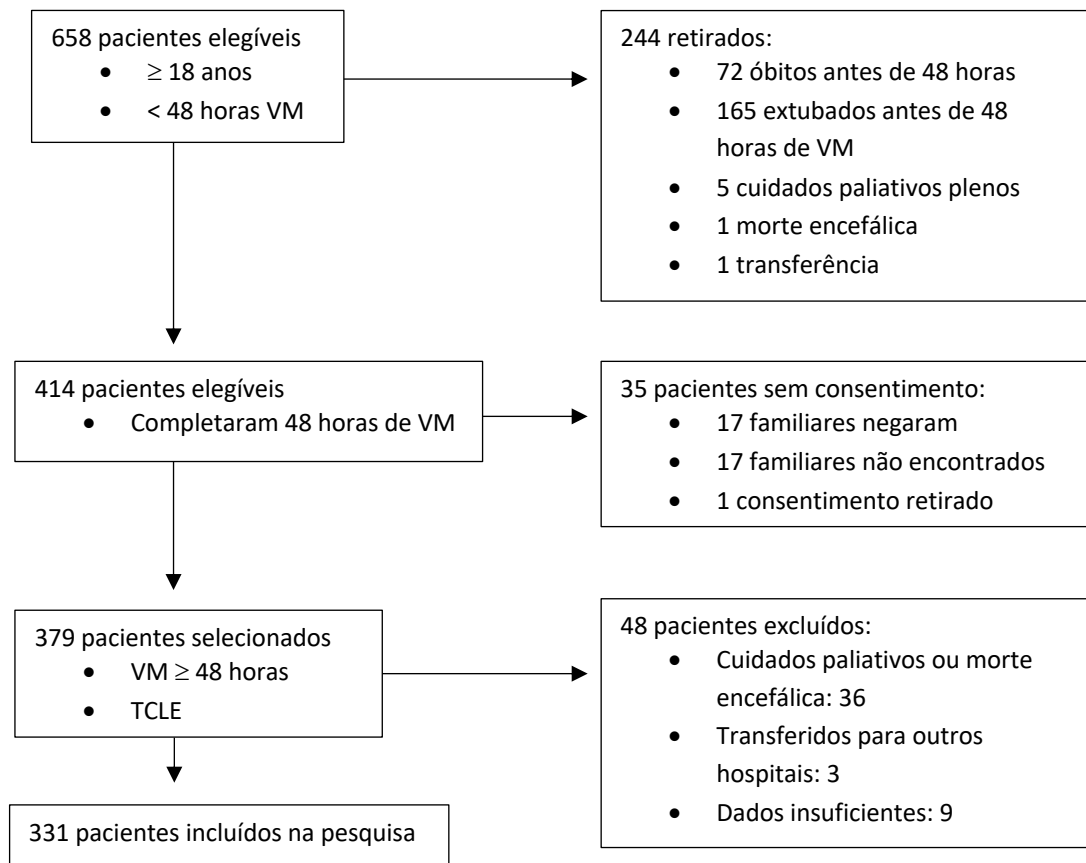 658 pacientes elegíveis
• ≥ 18 anos
• < 48 horas VM
244 retirados:
• 72 óbitos antes de 48 horas
• 165 extubados antes de 48
horas de VM
• 5 cuidados paliativos plenos
• 1 morte encefálica
• 1 transferência
414 pacientes elegíveis
• Completaram 48 horas de VM
35 pacientes sem consentimento:
• 17 familiares negaram
• 17 familiares não encontrados
• 1 consentimento retirado
379 pacientes selecionados
• VM ≥ 48 horas
• TCLE
48 pacientes excluídos:
• Cuidados paliativos ou morte
encefálica: 36
• Transferidos para outros
hospitais: 3
• Dados insuficientes: 9
331 pacientes incluídos na pesquisa